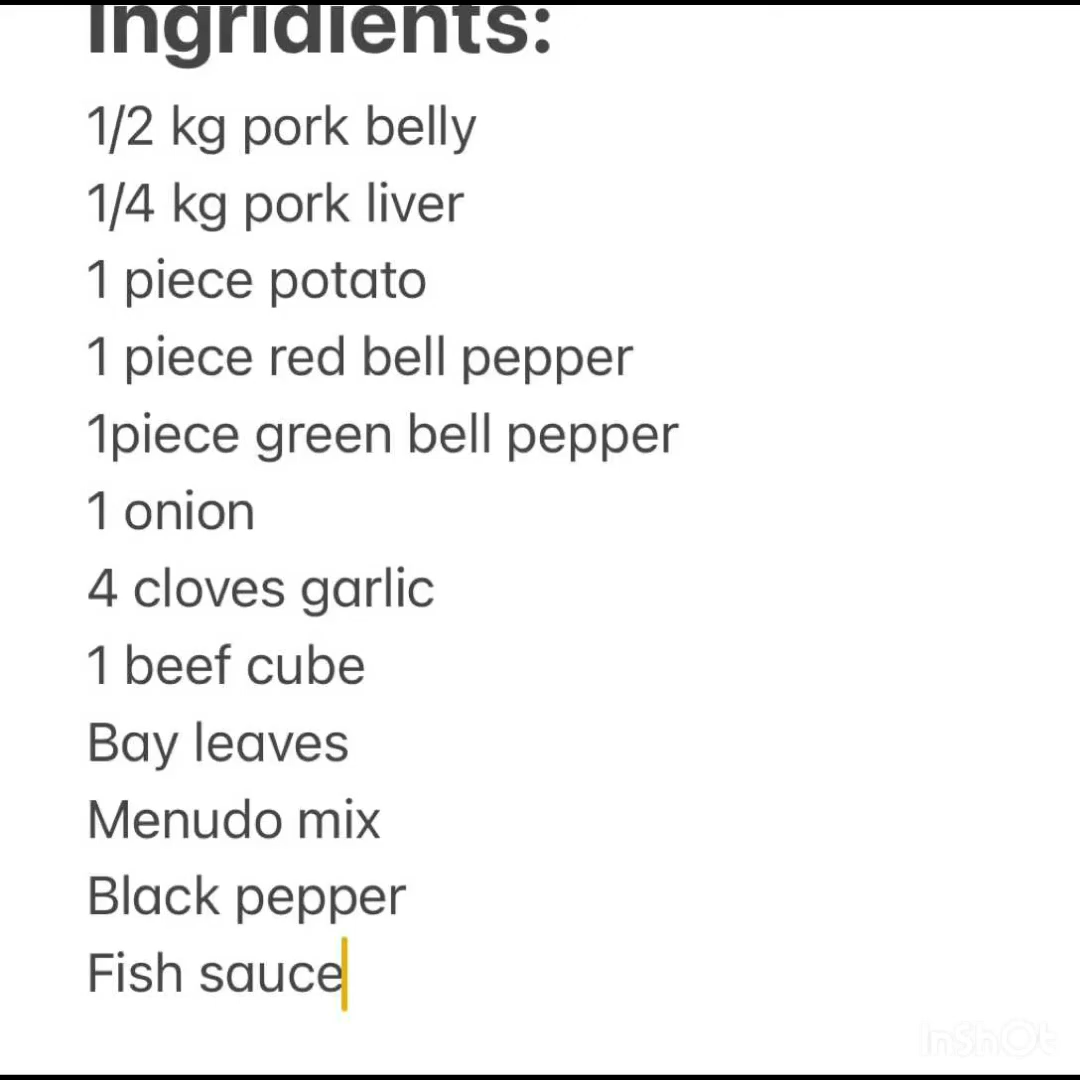 Ingridients:
1/2 kg pork belly
1/4 kg pork liver
1 piece potato
1 piece red bell pepper
1piece green bell pepper
1 onion
4 cloves garlic
1 beef cube
Bay leaves
Menudo mix
Black pepper
Fish sauce
InShOt